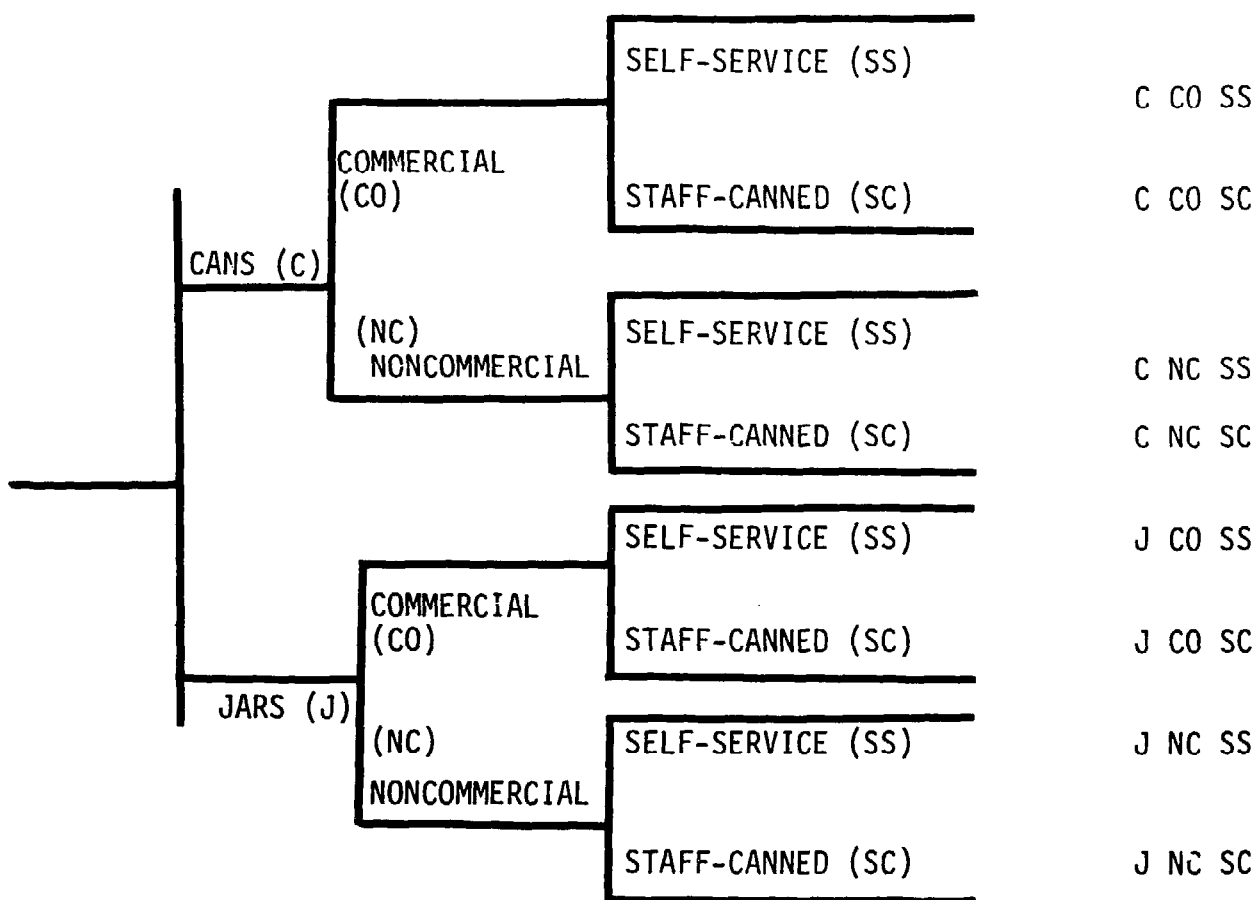 SELF-SERVICE (SS)
C CO SS
COMMERCIAL
(CO)
STAFF-CANNED (SC)
C CO SC
CANS (C)
(NC)
NONCOMMERCIAL
SELF-SERVICE (SS)
C NC SS
STAFF-CANNED (SC)
C NC SC
SELF-SERVICE (SS)
J CO SS
COMMERCIAL
(CO)
STAFF-CANNED (SC)
J CO SC
JARS (J)
(NC)
NONCOMMERCIAL
SELF-SERVICE (SS)
J NC SS
STAFF-CANNED (SC)
J NC SC